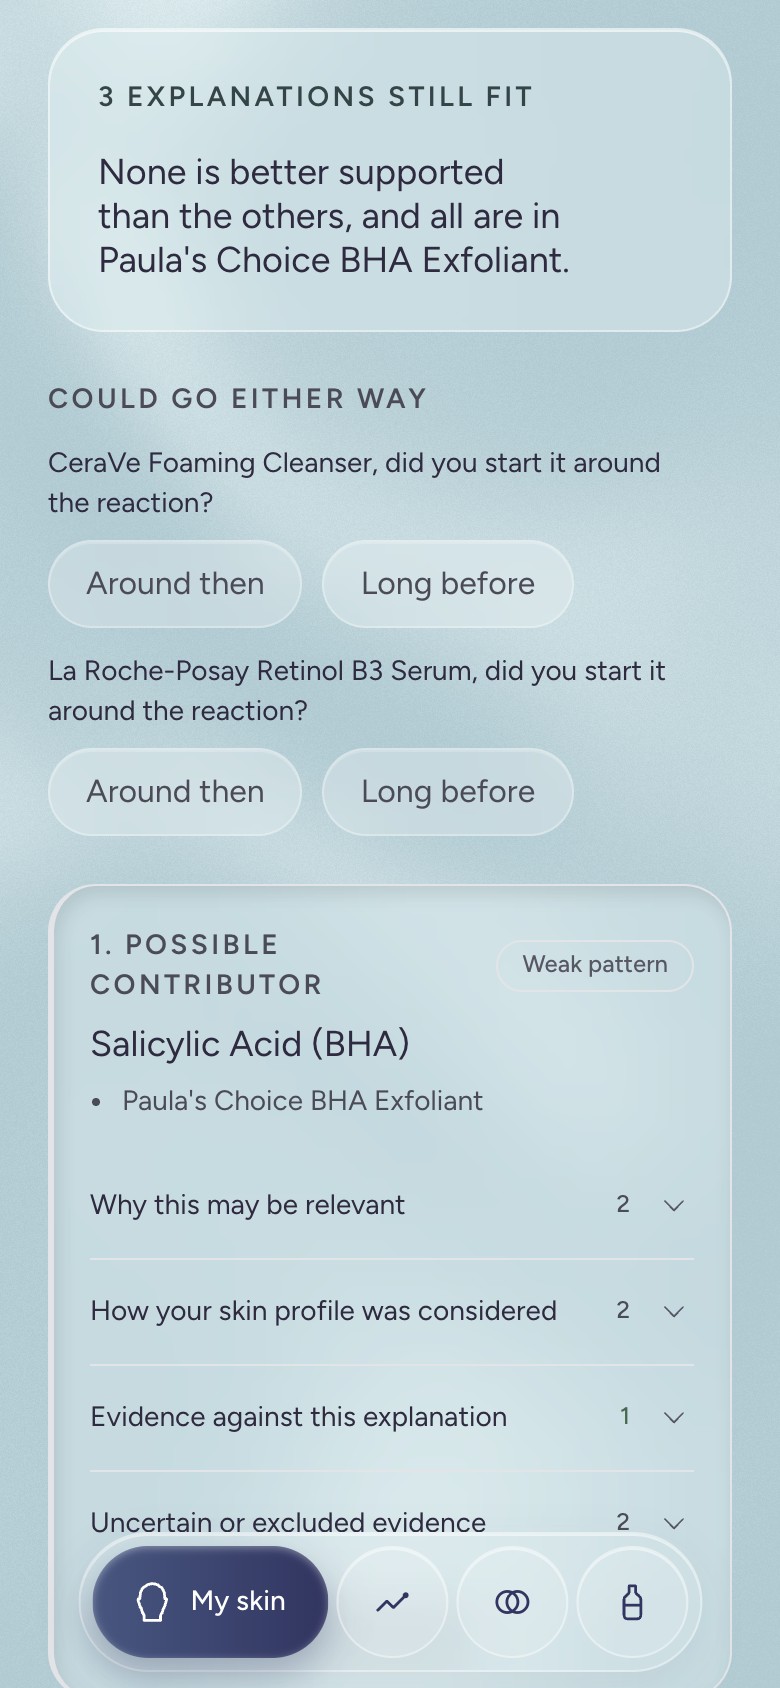 3 EXPLANATIONS STILL FIT
None is better supported
than the others, and all are in
Paula's Choice BHA Exfoliant.
COULD GO EITHER WAY
CeraVe Foaming Cleanser, did you start it around
the reaction?
Around then
Long before
La Roche-Posay Retinol B3 Serum, did you start it
around the reaction?
Around then
Long before
1. POSSIBLE
CONTRIBUTOR
Weak pattern
Salicylic Acid (BHA)
• Paula's Choice BHA Exfoliant
Why this may be relevant 2
How your skin profile was considered 2
Evidence against this explanation 1
Uncertain or excluded evidence 2
My skin